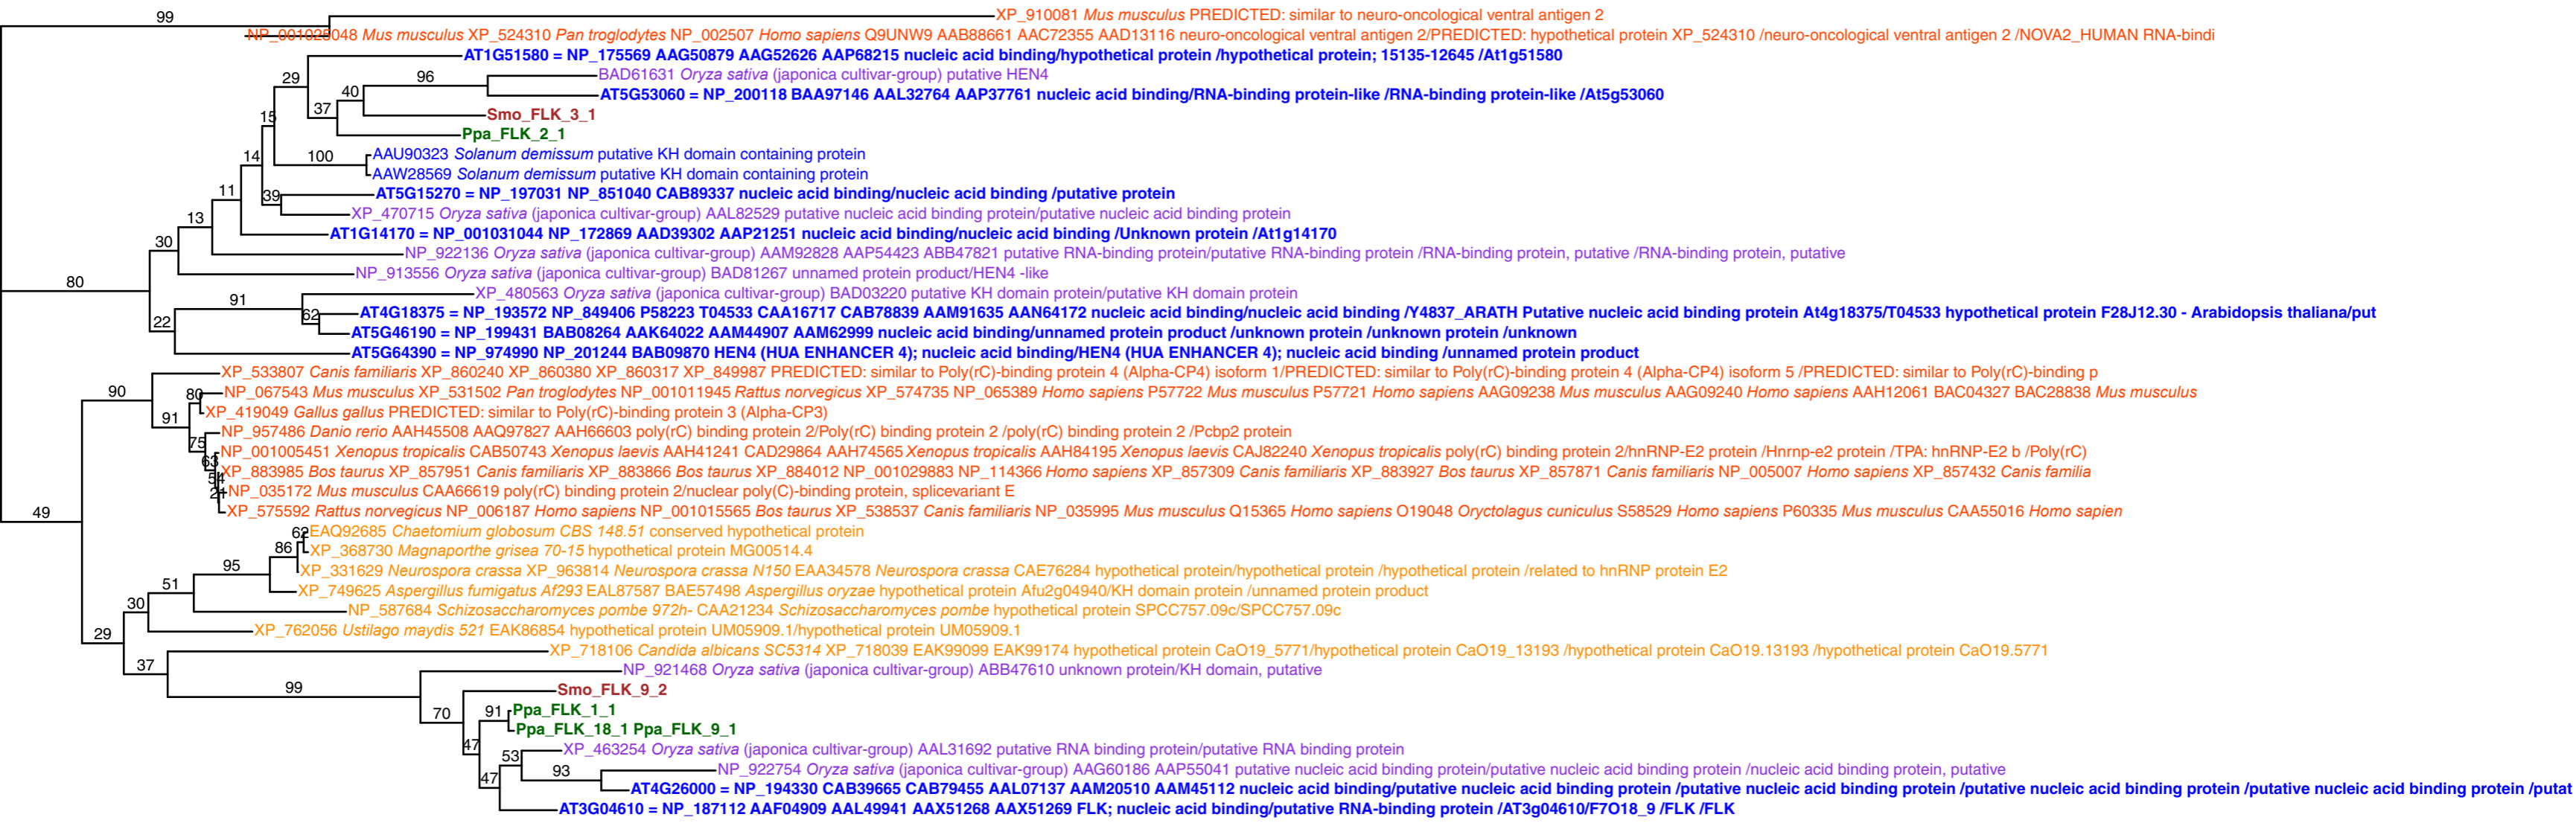 99
XP_910081 Mus musculus PREDICTED: similar to neuro-oncological ventral antigen 2
NP_001025048 Mus musculus XP_524310 Pan troglodytes NP_002507 Homo sapiens Q9UNW9 AAB88661 AAC72355 AAD13116 neuro-oncological ventral antigen 2/PREDICTED: hypothetical protein XP_524310 /neuro-oncological ventral antigen 2 /NOVA2_HUMAN RNA-bindi
AT1G51580 = NP_175569 AAG50879 AAG52626 AAP68215 nucleic acid binding/hypothetical protein /hypothetical protein; 15135-12645 /At1g51580
29 96 BAD61631 Oryza sativa (japonica cultivar-group) putative HEN4
40 AT5G53060 = NP_200118 BAA97146 AAL32764 AAP37761 nucleic acid binding/RNA-binding protein-like /RNA-binding protein-like /At5g53060
37 Smo_FLK_3_1
15 Ppa_FLK_2_1
14 100 AAU90323 Solanum demissum putative KH domain containing protein
AAW28569 Solanum demissum putative KH domain containing protein
11 39 AT5G15270 = NP_197031 NP_851040 CAB89337 nucleic acid binding/nucleic acid binding /putative protein
13 XP_470715 Oryza sativa (japonica cultivar-group) AAL82529 putative nucleic acid binding protein/putative nucleic acid binding protein
AT1G14170 = NP_001031044 NP_172869 AAD39302 AAP21251 nucleic acid binding/nucleic acid binding /Unknown protein /At1g14170
30 NP_922136 Oryza sativa (japonica cultivar-group) AAM92828 AAP54423 ABB47821 putative RNA-binding protein/putative RNA-binding protein /RNA-binding protein, putative /RNA-binding protein, putative
NP_913556 Oryza sativa (japonica cultivar-group) BAD81267 unnamed protein product/HEN4 -like
80 91 XP_480563 Oryza sativa (japonica cultivar-group) BAD03220 putative KH domain protein/putative KH domain protein
62 AT4G18375 = NP_193572 NP_849406 P58223 T04533 CAA16717 CAB78839 AAM91635 AAN64172 nucleic acid binding/nucleic acid binding /Y4837_ARATH Putative nucleic acid binding protein At4g18375/T04533 hypothetical protein F28J12.30 - Arabidopsis thaliana/put
22 AT5G46190 = NP_199431 BAB08264 AAK64022 AAM44907 AAM62999 nucleic acid binding/unnamed protein product /unknown protein /unknown protein /unknown
AT5G64390 = NP_974990 NP_201244 BAB09870 HEN4 (HUA ENHANCER 4); nucleic acid binding/HEN4 (HUA ENHANCER 4); nucleic acid binding /unnamed protein product
XP_533807 Canis familiaris XP_860240 XP_860380 XP_860317 XP_849987 PREDICTED: similar to Poly(rC)-binding protein 4 (Alpha-CP4) isoform 1/PREDICTED: similar to Poly(rC)-binding protein 4 (Alpha-CP4) isoform 5 /PREDICTED: similar to Poly(rC)-binding p
90 80 NP_067543 Mus musculus XP_531502 Pan troglodytes NP_001011945 Rattus norvegicus XP_574735 NP_065389 Homo sapiens P57722 Mus musculus P57721 Homo sapiens AAG09238 Mus musculus AAG09240 Homo sapiens AAH12061 BAC04327 BAC28838 Mus musculus
91 XP_419049 Gallus gallus PREDICTED: similar to Poly(rC)-binding protein 3 (Alpha-CP3)
75 NP_957486 Danio rerio AAH45508 AAQ97827 AAH66603 poly(rC) binding protein 2/Poly(rC) binding protein 2 /poly(rC) binding protein 2 /Pcbp2 protein
63 NP_001005451 Xenopus tropicalis CAB50743 Xenopus laevis AAH41241 CAD29864 AAH74565 Xenopus tropicalis AAH84195 Xenopus laevis CAJ82240 Xenopus tropicalis poly(rC) binding protein 2/hnRNP-E2 protein /Hnrnp-e2 protein /TPA: hnRNP-E2 b /Poly(rC)
XP_883985 Bos taurus XP_857951 Canis familiaris XP_883866 Bos taurus XP_884012 NP_001029883 NP_114366 Homo sapiens XP_857309 Canis familiaris XP_883927 Bos taurus XP_857871 Canis familiaris NP_005007 Homo sapiens XP_857432 Canis familia
NP_035172 Mus musculus CAA66619 poly(rC) binding protein 2/nuclear poly(C)-binding protein, splicevariant E
49 XP_575592 Rattus norvegicus NP_006187 Homo sapiens NP_001015565 Bos taurus XP_538537 Canis familiaris NP_035995 Mus musculus Q15365 Homo sapiens O19048 Oryctolagus cuniculus S58529 Homo sapiens P60335 Mus musculus CAA55016 Homo sapien
62 EAQ92685 Chaetomium globosum CBS 148.51 conserved hypothetical protein
86 XP_368730 Magnaporthe grisea 70-15 hypothetical protein MG00514.4
95 XP_331629 Neurospora crassa XP_963814 Neurospora crassa N150 EAA34578 Neurospora crassa CAE76284 hypothetical protein/hypothetical protein /hypothetical protein /related to hnRNP protein E2
51 XP_749625 Aspergillus fumigatus Af293 EAL87587 BAE57498 Aspergillus oryzae hypothetical protein Afu2g04940/KH domain protein /unnamed protein product
30 NP_587684 Schizosaccharomyces pombe 972h- CAA21234 Schizosaccharomyces pombe hypothetical protein SPCC757.09c/SPCC757.09c
29 XP_762056 Ustilago maydis 521 EAK86854 hypothetical protein UM05909.1/hypothetical protein UM05909.1
XP_718106 Candida albicans SC5314 XP_718039 EAK99099 EAK99174 hypothetical protein CaO19_5771/hypothetical protein CaO19_13193 /hypothetical protein CaO19.13193 /hypothetical protein CaO19.5771
37 NP_921468 Oryza sativa (japonica cultivar-group) ABB47610 unknown protein/KH domain, putative
99 Smo_FLK_9_2
70 91 Ppa_FLK_1_1
Ppa_FLK_18_1 Ppa_FLK_9_1
47 XP_463254 Oryza sativa (japonica cultivar-group) AAL31692 putative RNA binding protein/putative RNA binding protein
53 93 NP_922754 Oryza sativa (japonica cultivar-group) AAG60186 AAP55041 putative nucleic acid binding protein/putative nucleic acid binding protein /nucleic acid binding protein, putative
47 AT4G26000 = NP_194330 CAB39665 CAB79455 AAL07137 AAM20510 AAM45112 nucleic acid binding/putative nucleic acid binding protein /putative nucleic acid binding protein /putative nucleic acid binding protein /putative nucleic acid binding protein /putat
AT3G04610 = NP_187112 AAF04909 AAL49941 AAX51268 AAX51269 FLK; nucleic acid binding/putative RNA-binding protein /AT3g04610/F7O18_9 /FLK /FLK